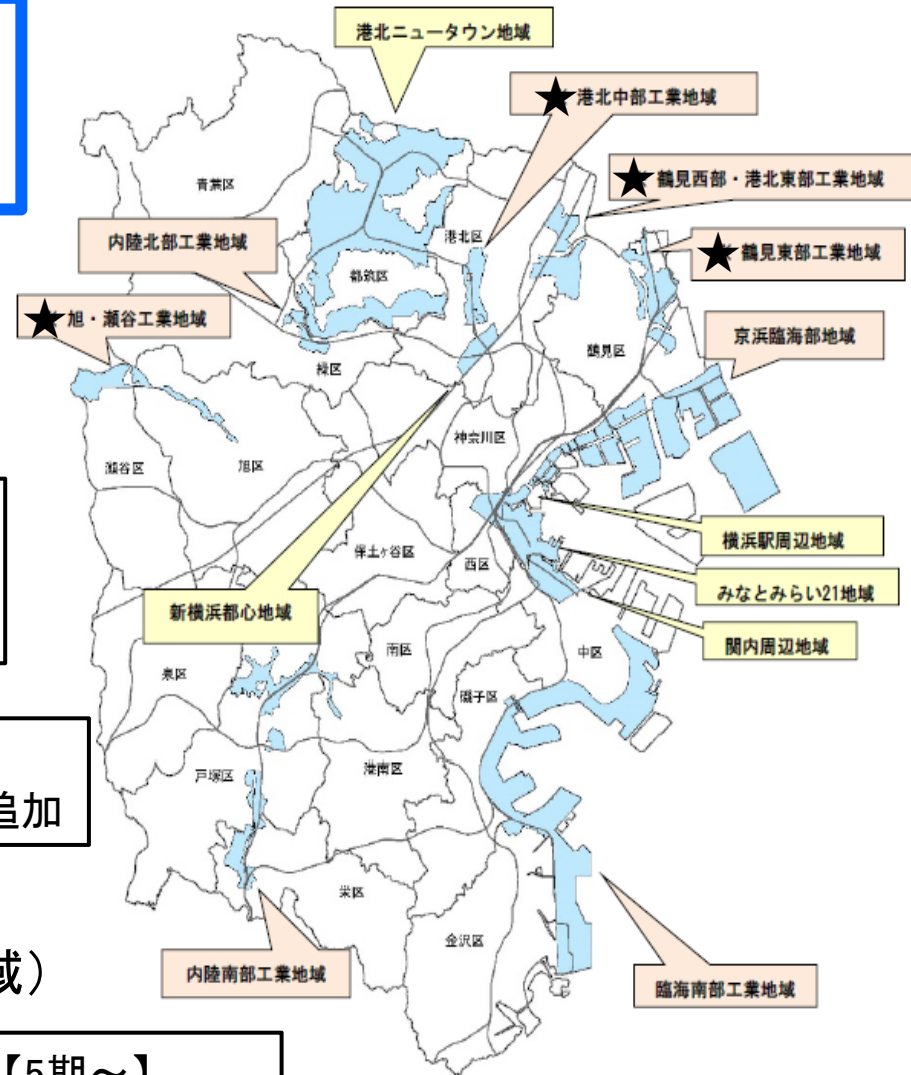 港北ニュータウン地域
★ 港北中部工業地域
★ 鶴見西部・港北東部工業地域
青葉区
港北区
内陸北部工業地域
★ 鶴見東部工業地域
都筑区
★ 旭・瀬谷工業地域
京浜臨海部地域
鶴見区
緑区
神奈川区
瀬谷区
旭区
横浜駅周辺地域
保土ケ谷区
西区
みなとみらい21地域
新横浜都心地域
関内周辺地域
南区
中区
泉区
磯子区
戸塚区
港南区
追加
栄区
金沢区
域）
内陸南部工業地域
臨海南部工業地域
【5期～】